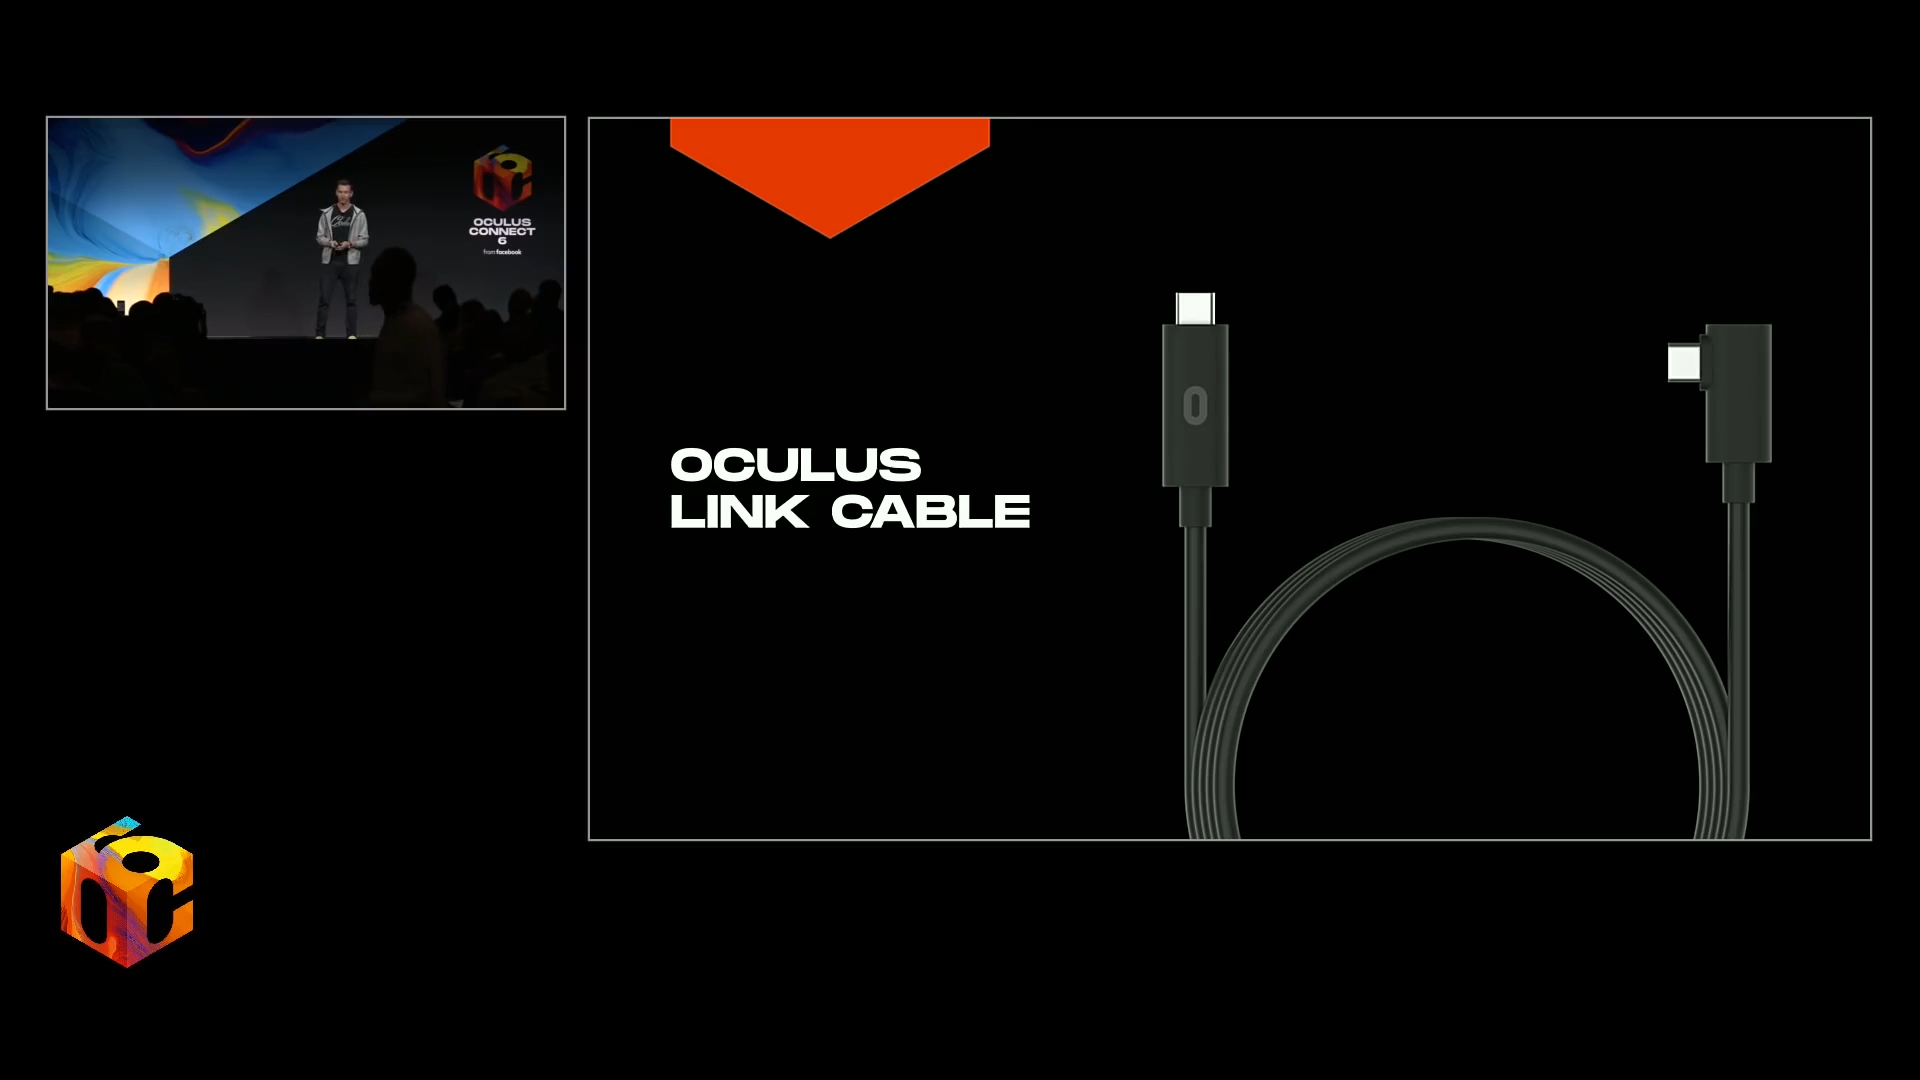 OCULUS
CONNECT
6
from facebook
OCULUS
LINK CABLE